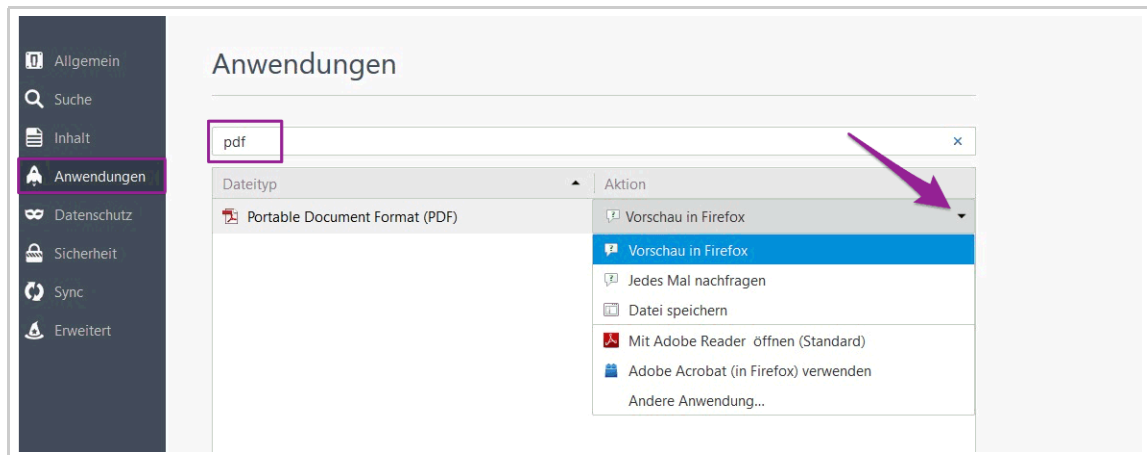 Allgemein
Suche
Inhalt
Anwendungen
Datenschutz
Sicherheit
Sync
Erweitert
Anwendungen
pdf
Dateityp
Aktion
Portable Document Format (PDF)
Vorschau in Firefox
Vorschau in Firefox
Jedes Mal nachfragen
Datei speichern
Mit Adobe Reader öffnen (Standard)
Adobe Acrobat (in Firefox) verwenden
Andere Anwendung...